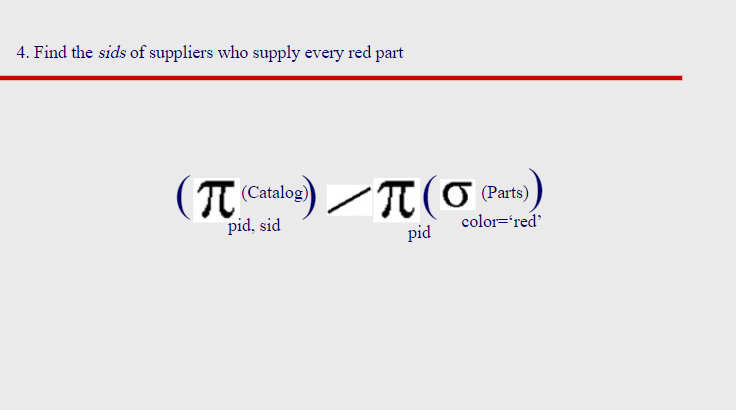 4. Find the sids of suppliers who supply every red part
(π (Catalog)) / π (σ (Parts))
pid, sid pid color=‘red’